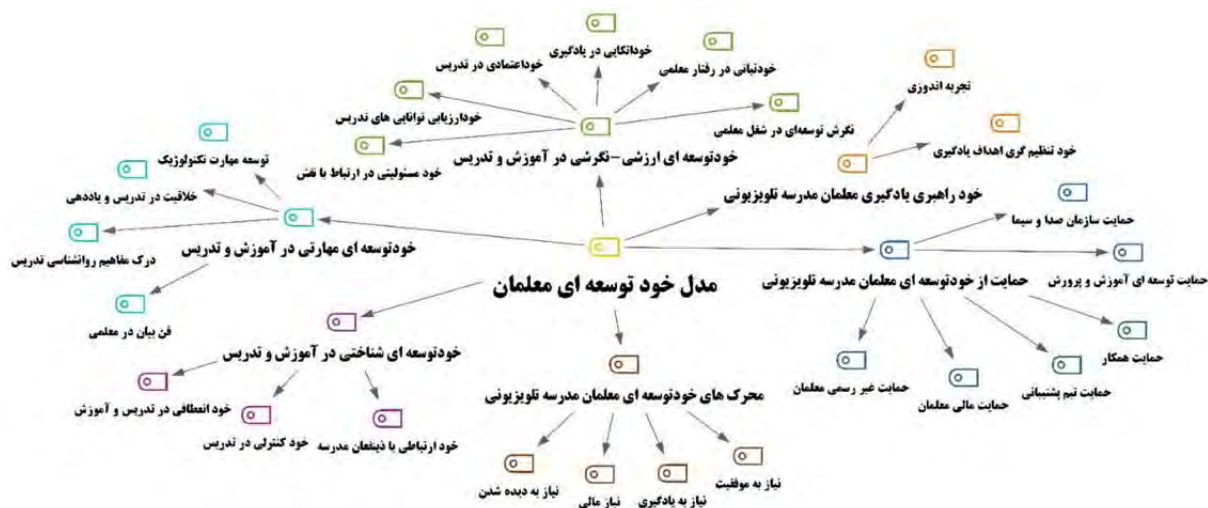 مدل خود توسعه ای معلمان
خودتوسعه ای ارزشی-نگرشی در آموزش و تدریس
نگرش توسعه‌ای در شغل معلمی
خودتبانی در رفتار معلمی
خوداتکایی در یادگیری
خوداعتمادی در تدریس
خودارزیابی توانایی های تدریس
خود مسئولیتی در ارتباط با نقش
خود راهبری یادگیری معلمان مدرسه تلویزیونی
تجربه اندوزی
خود تنظیم گری اهداف یادگیری
حمایت از خودتوسعه ای معلمان مدرسه تلویزیونی
حمایت سازمان صدا و سیما
حمایت توسعه ای آموزش و پرورش
حمایت همکار
حمایت تیم پشتیبانی
حمایت مالی معلمان
حمایت غیر رسمی معلمان
محرک های خودتوسعه ای معلمان مدرسه تلویزیونی
نیاز به موفقیت
نیاز به یادگیری
نیاز مالی
نیاز به دیده شدن
خودتوسعه ای شناختی در آموزش و تدریس
خود ارتباطی با ذینفعان مدرسه
خود کنترلی در تدریس
خود انعطافی در تدریس و آموزش
خودتوسعه ای مهارتی در آموزش و تدریس
توسعه مهارت تکنولوژیک
خلاقیت در تدریس و یاددهی
درک مفاهیم روانشناسی تدریس
فن بیان در معلمی